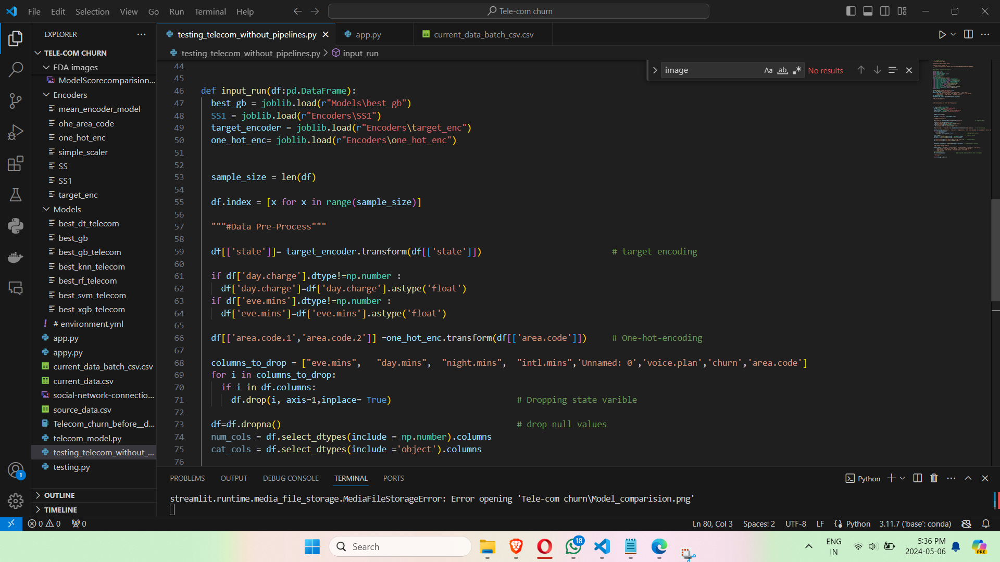 File Edit Selection View Go Run Terminal Help
Tele-com churn
EXPLORER
testing_telecom_without_pipelines.py
app.py
current_data_batch_csv.csv
testing_telecom_without_pipelines.py > input_run
image
Aa ab No results
TELE-COM CHURN
EDA images
ModelScorecomparision...
Encoders
mean_encoder_model
ohe_area_code
one_hot_enc
simple_scaler
SS
SS1
target_enc
Models
best_dt_telecom
best_gb
best_gb_telecom
best_knn_telecom
best_rf_telecom
best_svm_telecom
best_xgb_telecom
! # environment.yml
app.py
appy.py
current_data_batch_csv.csv
current_data.csv
social-network-connectio...
source_data.csv
Telecom_churn_before__d...
telecom_model.py
testing_telecom_without_...
testing.py
OUTLINE
TIMELINE
44
45
46 def input_run(df:pd.DataFrame):
47 best_gb = joblib.load(r"Models\best_gb")
48 SS1 = joblib.load(r"Encoders\SS1")
49 target_encoder = joblib.load(r"Encoders\target_enc")
50 one_hot_enc= joblib.load(r"Encoders\one_hot_enc")
51
52
53 sample_size = len(df)
54
55 df.index = [x for x in range(sample_size)]
56
57 """#Data Pre-Process"""
58
59 df[['state']]= target_encoder.transform(df[['state']]) # target encoding
60
61 if df['day.charge'].dtype!=np.number :
62 df['day.charge']=df['day.charge'].astype('float')
63 if df['eve.mins'].dtype!=np.number :
64 df['eve.mins']=df['eve.mins'].astype('float')
65
66 df[['area.code.1','area.code.2']] =one_hot_enc.transform(df[['area.code']]) # One-hot-encoding
67
68 columns_to_drop = ["eve.mins", "day.mins", "night.mins", "intl.mins",'Unnamed: 0','voice.plan','churn','area.code']
69 for i in columns_to_drop:
70 if i in df.columns:
71 df.drop(i, axis=1,inplace= True) # Dropping state varible
72
73 df=df.dropna() # drop null values
74 num_cols = df.select_dtypes(include = np.number).columns
75 cat_cols = df.select_dtypes(include ='object').columns
76
PROBLEMS OUTPUT DEBUG CONSOLE TERMINAL PORTS
Python
streamlit.runtime.media_file_storage.MediaFileStorageError: Error opening 'Tele-com churn\Model_comparision.png'
1
0 0 0
Ln 80, Col 3 Spaces: 2 UTF-8 LF Python 3.11.7 ('base': conda)
Search
18
ENG
IN
5:36 PM
2024-05-06
PRE